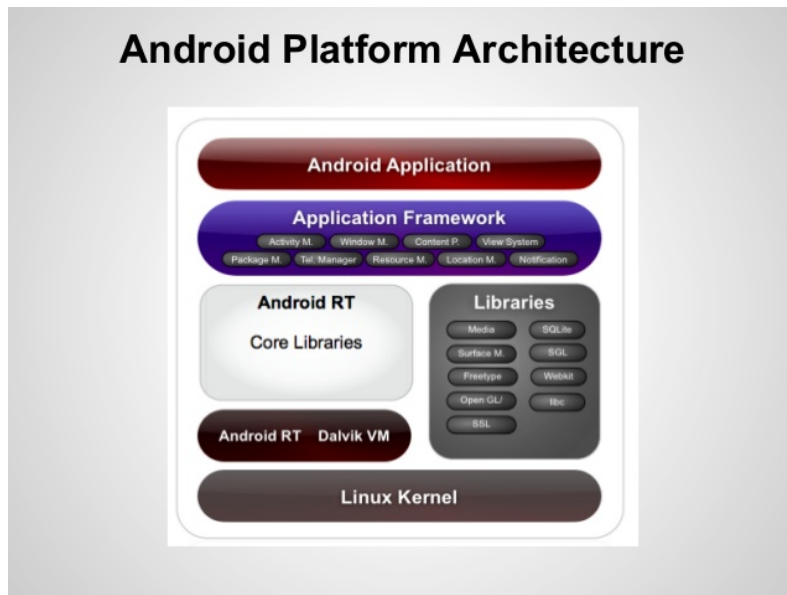 Android Platform Architecture
Android Application
Application Framework
Activity M. Window M. Content P. View System
Package M. Tel. Manager Resource M. Location M. Notification
Android RT
Core Libraries
Libraries
Media SQLite
Surface M. SGL
Freetype Webkit
Open GL/ libc
SSL
Android RT Dalvik VM
Linux Kernel